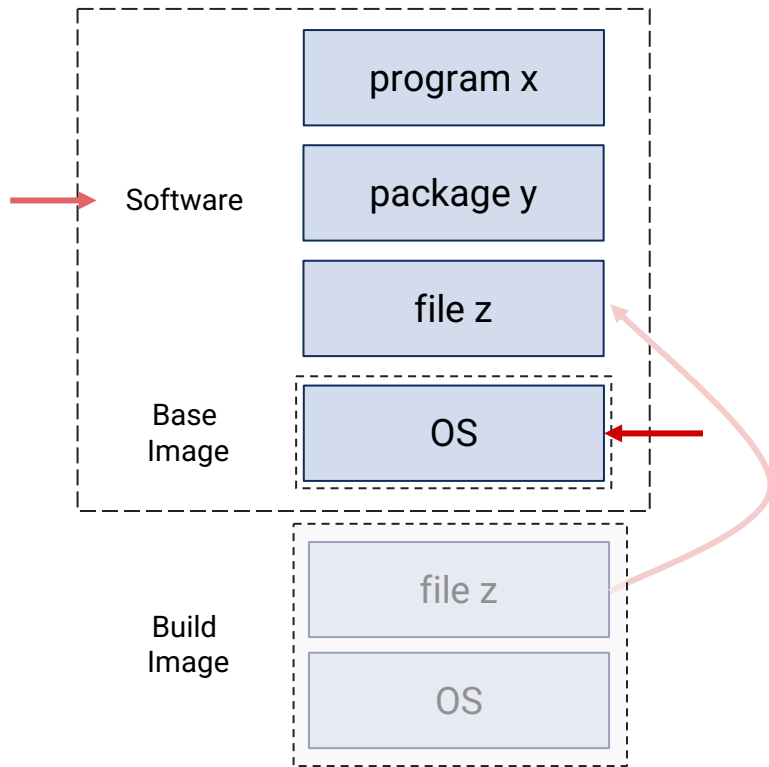 program x
Software
package y
file z
Base
Image
OS
file z
Build
Image
OS